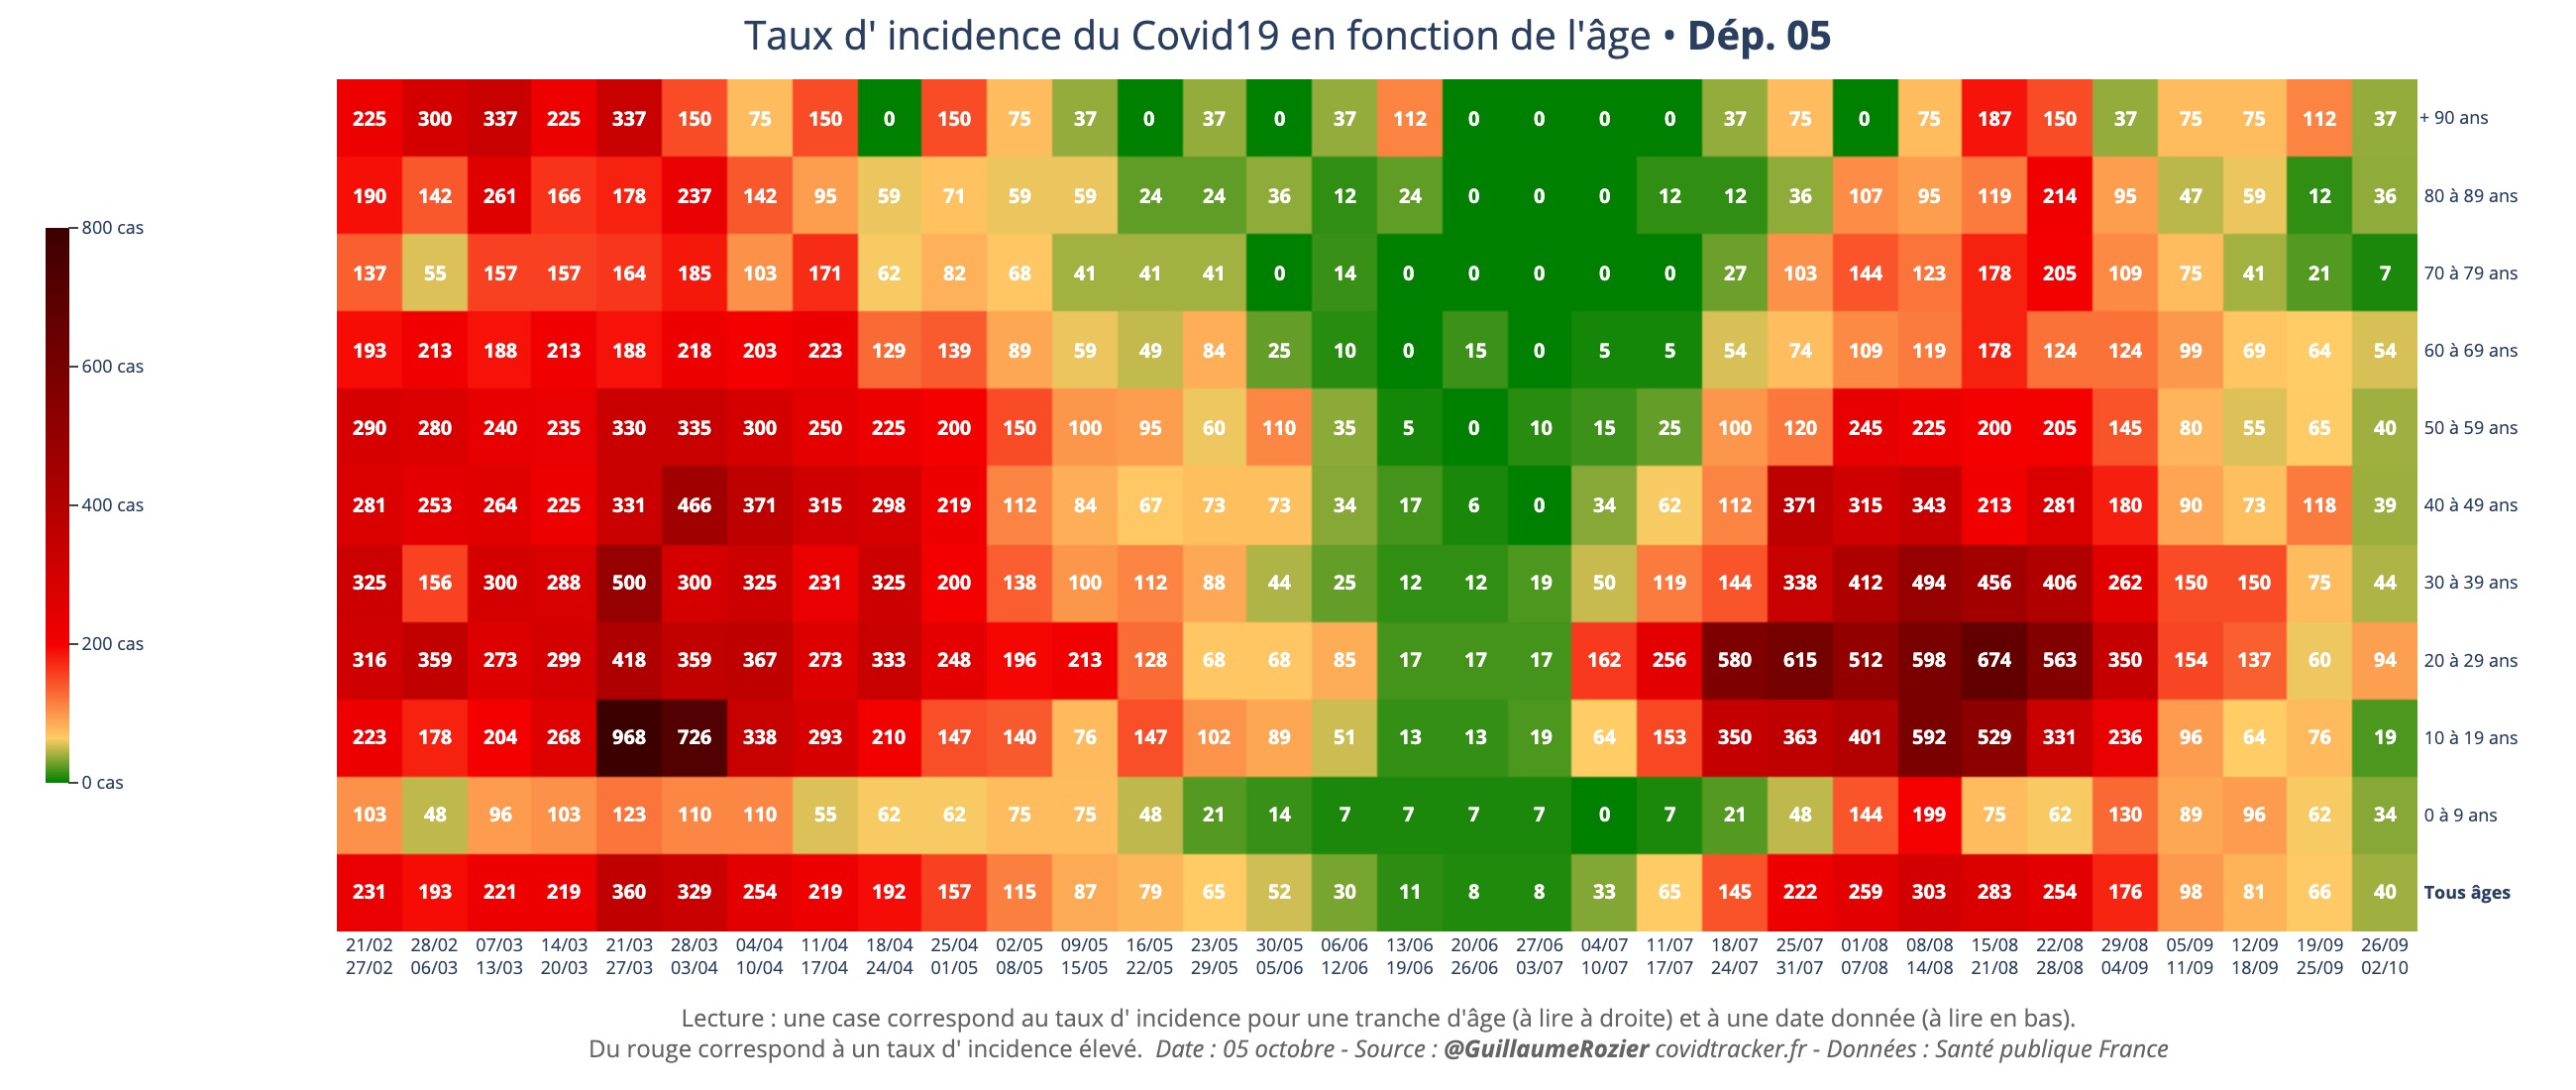 Taux d' incidence du Covid19 en fonction de l'âge • Dép. 05
225 300 337 225 337 150 75 150 0 150 75 37 0 37 0 37 112 0 0 0 0 37 75 0 75 187 150 37 75 75 112 37 + 90 ans
190 142 261 166 178 237 142 95 59 71 59 59 24 24 36 12 24 0 0 0 12 12 36 107 95 119 214 95 47 59 12 36 80 à 89 ans
800 cas
137 55 157 157 164 185 103 171 62 82 68 41 41 41 0 14 0 0 0 0 0 27 103 144 123 178 205 109 75 41 21 7 70 à 79 ans
193 213 188 213 188 218 203 223 129 139 89 59 49 84 25 10 0 15 0 5 5 54 74 109 119 178 124 124 99 69 64 54 60 à 69 ans
600 cas
290 280 240 235 330 335 300 250 225 200 150 100 95 60 110 35 5 0 10 15 25 100 120 245 225 200 205 145 80 55 65 40 50 à 59 ans
400 cas
281 253 264 225 331 466 371 315 298 219 112 84 67 73 73 34 17 6 0 34 62 112 371 315 343 213 281 180 90 73 118 39 40 à 49 ans
325 156 300 288 500 300 325 231 325 200 138 100 112 88 44 25 12 12 19 50 119 144 338 412 494 456 406 262 150 150 75 44 30 à 39 ans
200 cas
316 359 273 299 418 359 367 273 333 248 196 213 128 68 68 85 17 17 17 162 256 580 615 512 598 674 563 350 154 137 60 94 20 à 29 ans
223 178 204 268 968 726 338 293 210 147 140 76 147 102 89 51 13 13 19 64 153 350 363 401 592 529 331 236 96 64 76 19 10 à 19 ans
0 cas
103 48 96 103 123 110 110 55 62 62 75 75 48 21 14 7 7 7 7 0 7 21 48 144 199 75 62 130 89 96 62 34 0 à 9 ans
231 193 221 219 360 329 254 219 192 157 115 87 79 65 52 30 11 8 8 33 65 145 222 259 303 283 254 176 98 81 66 40 Tous âges
21/02 28/02 07/03 14/03 21/03 28/03 04/04 11/04 18/04 25/04 02/05 09/05 16/05 23/05 30/05 06/06 13/06 20/06 27/06 04/07 11/07 18/07 25/07 01/08 08/08 15/08 22/08 29/08 05/09 12/09 19/09 26/09
27/02 06/03 13/03 20/03 27/03 03/04 10/04 17/04 24/04 01/05 08/05 15/05 22/05 29/05 05/06 12/06 19/06 26/06 03/07 10/07 17/07 24/07 31/07 07/08 14/08 21/08 28/08 04/09 11/09 18/09 25/09 02/10
Lecture : une case correspond au taux d' incidence pour une tranche d'âge (à lire à droite) et à une date donnée (à lire en bas).
Du rouge correspond à un taux d' incidence élevé. Date : 05 octobre - Source : @GuillaumeRozier covidtracker.fr - Données : Santé publique France